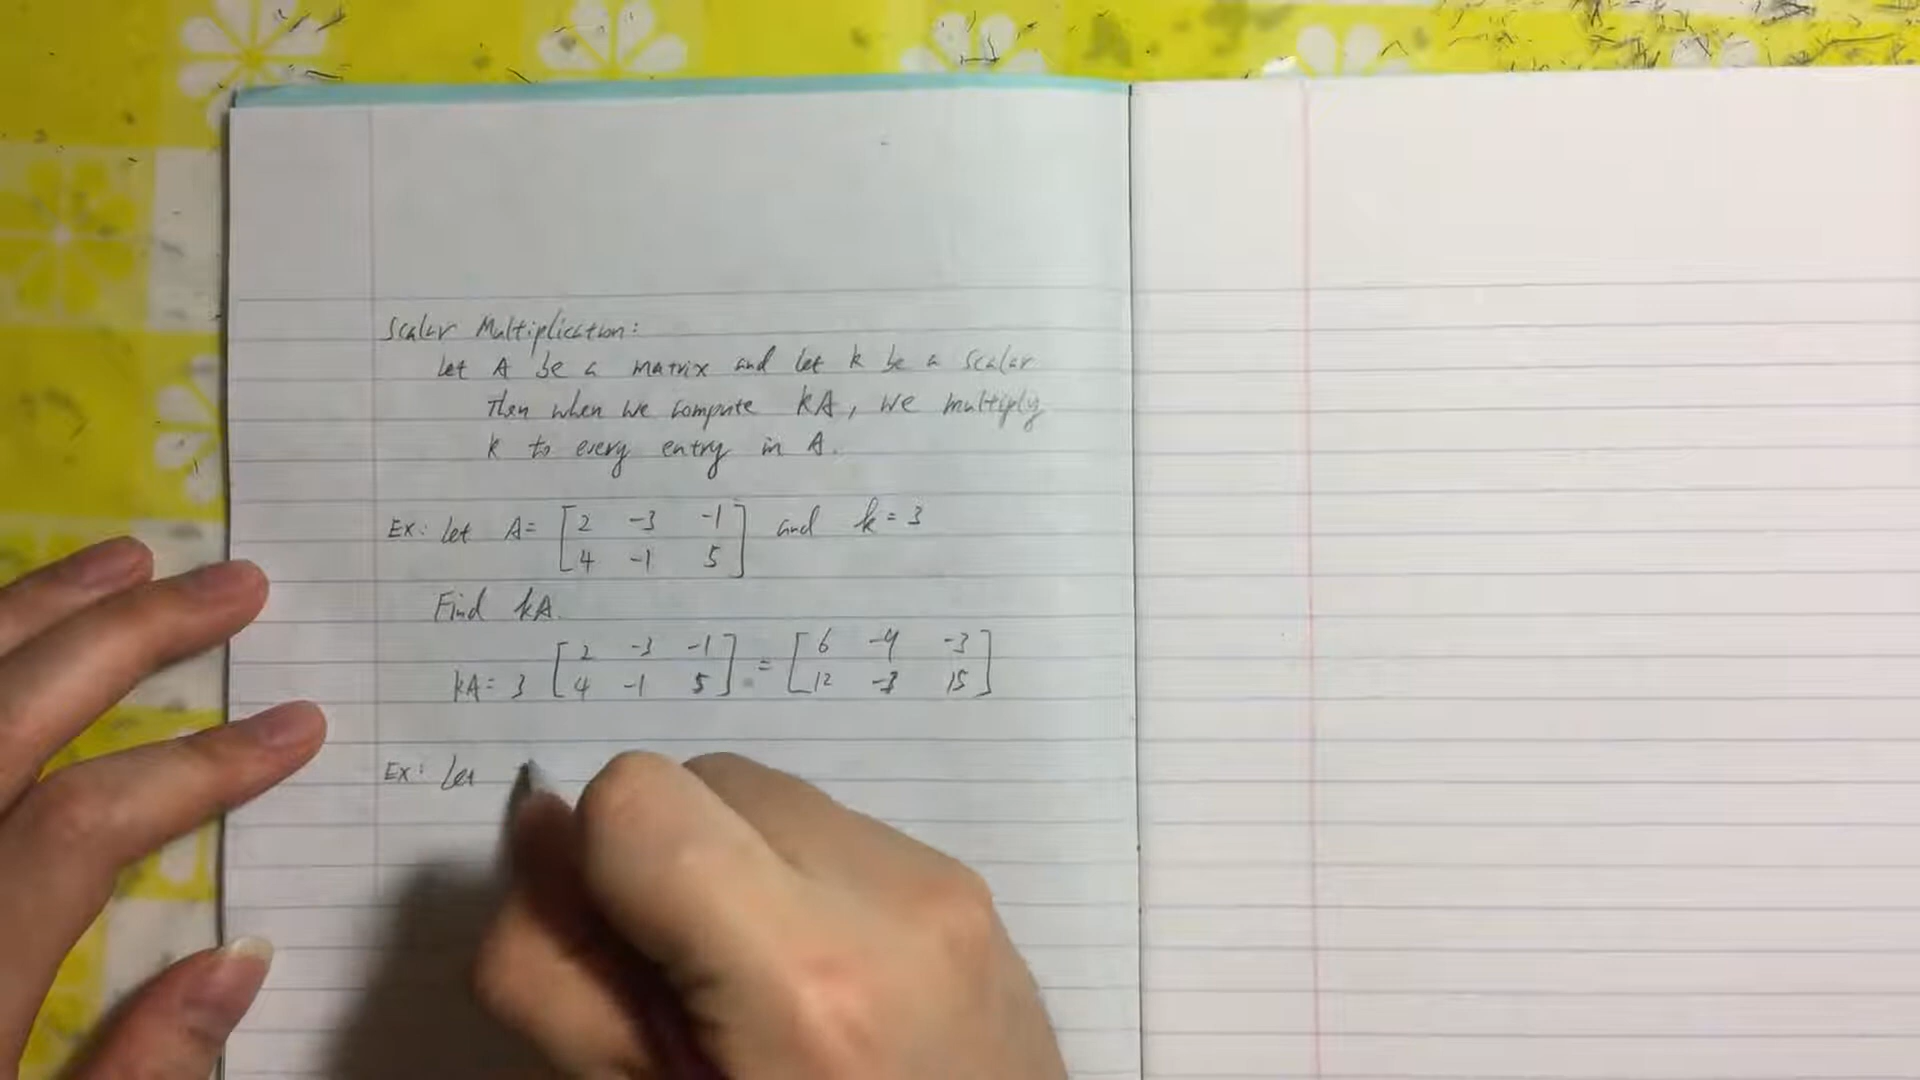 Scalar Multiplication:
Let A be a matrix and let k be a scalar
Then when we compute kA, we multiply
k to every entry in A.
Ex: Let A = [2 -3 -1
4 -1 5] and k = 3
Find kA.
kA = 3 [2 -3 -1
4 -1 5] = [6 -9 -3
12 -3 15]
Ex: Let